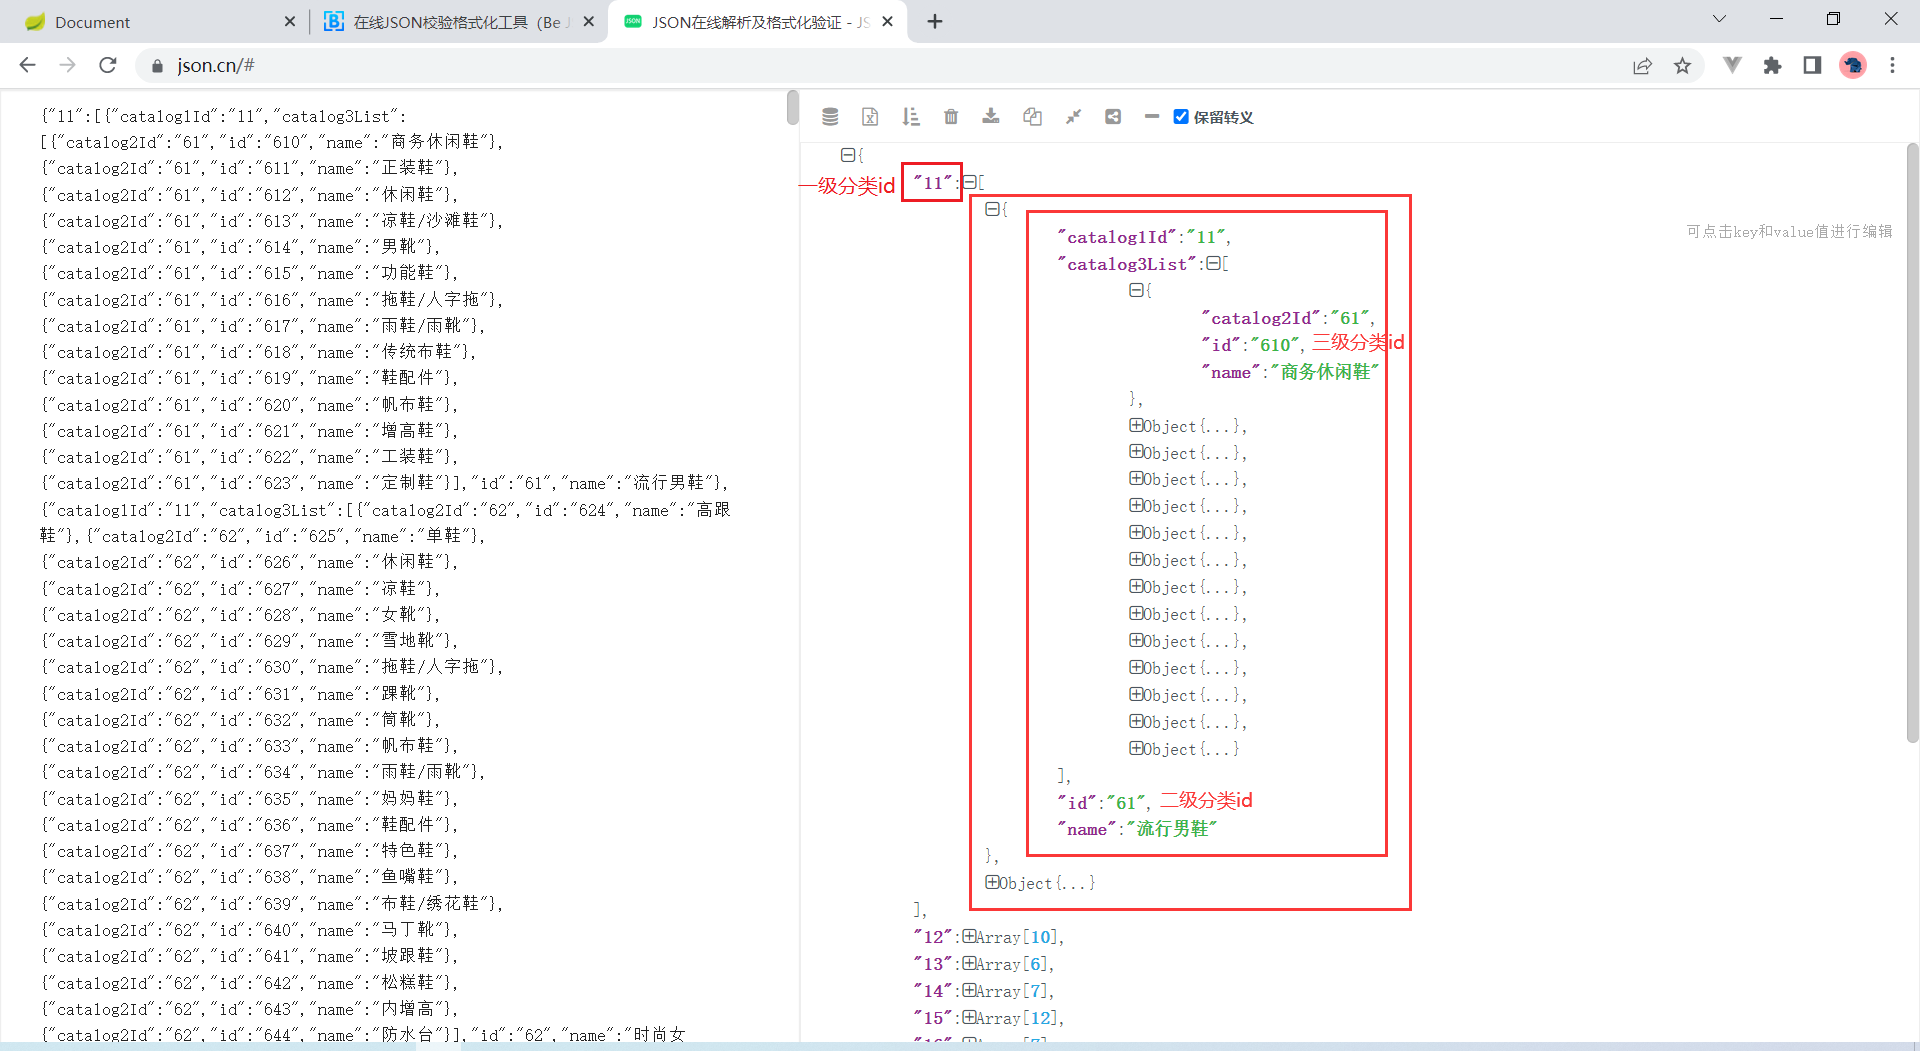 Document
在线JSON校验格式化工具（Be J
JSON在线解析及格式化验证 - JS
json.cn/#
{"11":[{"catalog1Id":"11","catalog3List":
[{"catalog2Id":"61","id":"610","name":"商务休闲鞋"},
{"catalog2Id":"61","id":"611","name":"正装鞋"},
{"catalog2Id":"61","id":"612","name":"休闲鞋"},
{"catalog2Id":"61","id":"613","name":"凉鞋/沙滩鞋"},
{"catalog2Id":"61","id":"614","name":"男靴"},
{"catalog2Id":"61","id":"615","name":"功能鞋"},
{"catalog2Id":"61","id":"616","name":"拖鞋/人字拖"},
{"catalog2Id":"61","id":"617","name":"雨鞋/雨靴"},
{"catalog2Id":"61","id":"618","name":"传统布鞋"},
{"catalog2Id":"61","id":"619","name":"鞋配件"},
{"catalog2Id":"61","id":"620","name":"帆布鞋"},
{"catalog2Id":"61","id":"621","name":"增高鞋"},
{"catalog2Id":"61","id":"622","name":"工装鞋"},
{"catalog2Id":"61","id":"623","name":"定制鞋"}],"id":"61","name":"流行男鞋"},
{"catalog1Id":"11","catalog3List":[{"catalog2Id":"62","id":"624","name":"高跟
鞋"},{"catalog2Id":"62","id":"625","name":"单鞋"},
{"catalog2Id":"62","id":"626","name":"休闲鞋"},
{"catalog2Id":"62","id":"627","name":"凉鞋"},
{"catalog2Id":"62","id":"628","name":"女靴"},
{"catalog2Id":"62","id":"629","name":"雪地靴"},
{"catalog2Id":"62","id":"630","name":"拖鞋/人字拖"},
{"catalog2Id":"62","id":"631","name":"踝靴"},
{"catalog2Id":"62","id":"632","name":"筒靴"},
{"catalog2Id":"62","id":"633","name":"帆布鞋"},
{"catalog2Id":"62","id":"634","name":"雨鞋/雨靴"},
{"catalog2Id":"62","id":"635","name":"妈妈鞋"},
{"catalog2Id":"62","id":"636","name":"鞋配件"},
{"catalog2Id":"62","id":"637","name":"特色鞋"},
{"catalog2Id":"62","id":"638","name":"鱼嘴鞋"},
{"catalog2Id":"62","id":"639","name":"布鞋/绣花鞋"},
{"catalog2Id":"62","id":"640","name":"马丁靴"},
{"catalog2Id":"62","id":"641","name":"坡跟鞋"},
{"catalog2Id":"62","id":"642","name":"松糕鞋"},
{"catalog2Id":"62","id":"643","name":"内增高"},
{"catalog2Id":"62","id":"644","name":"防水台"}],"id":"62","name":"时尚女
保留转义
{
一级分类id "11":[
{
可点击key和value值进行编辑
"catalog1Id":"11",
"catalog3List":[
{
"catalog2Id":"61",
"id":"610", 三级分类id
"name":"商务休闲鞋"
},
Object{...},
Object{...},
Object{...},
Object{...},
Object{...},
Object{...},
Object{...},
Object{...},
Object{...},
Object{...},
Object{...},
Object{...},
Object{...}
],
"id":"61", 二级分类id
"name":"流行男鞋"
},
Object{...}
],
"12":Array[10],
"13":Array[6],
"14":Array[7],
"15":Array[12],